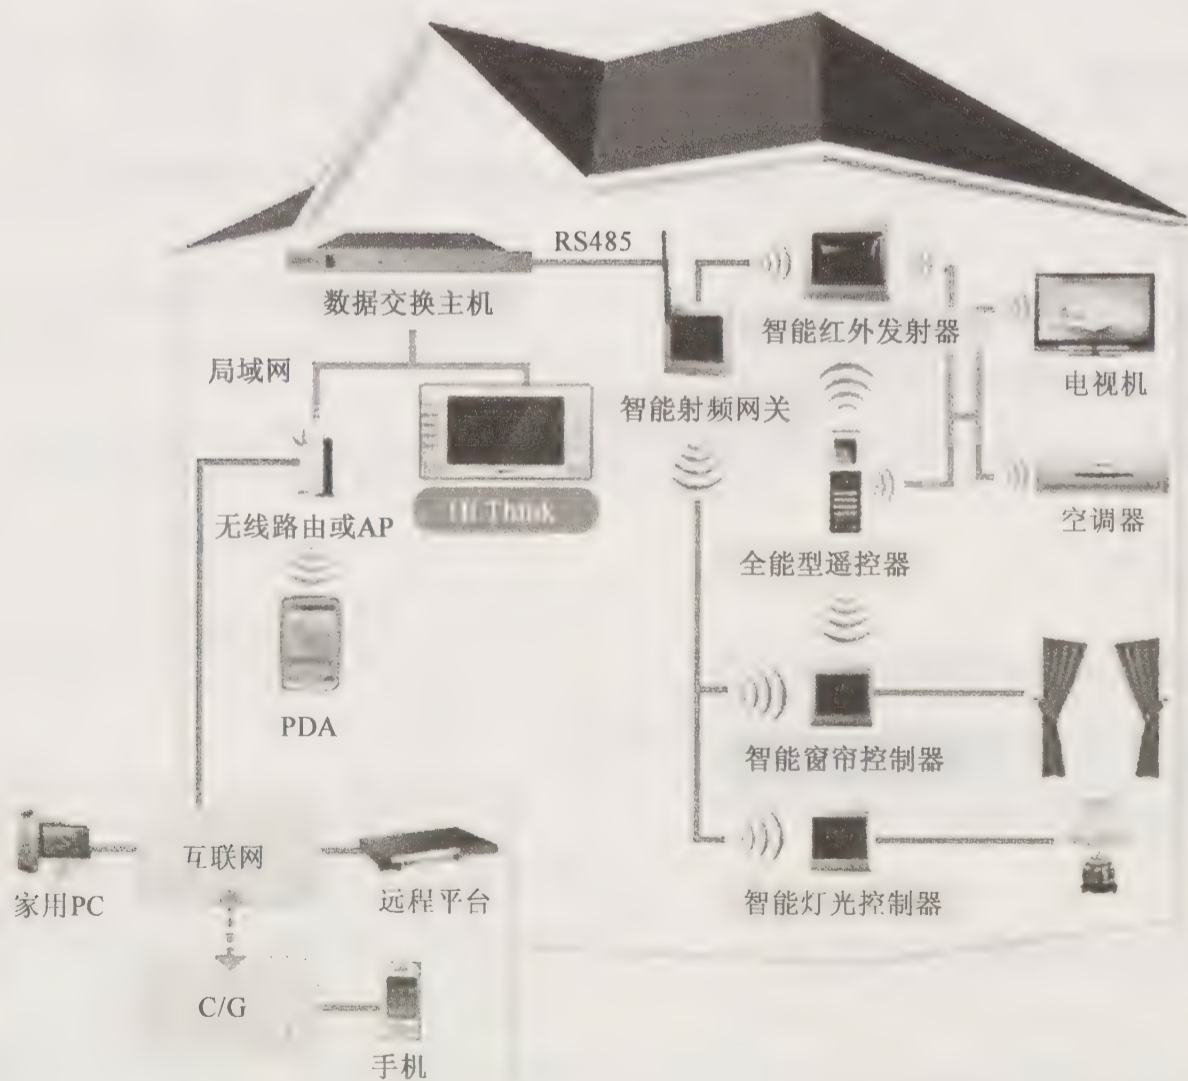 RS485
数据交换主机
智能红外发射器
局域网
电视机
智能射频网关
无线路由或AP
空调器
全能型遥控器
PDA
智能窗帘控制器
互联网
家用PC
远程平台
智能灯光控制器
C/G
手机